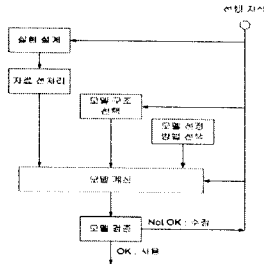 선행 지식
실험 설계
자료 전처리
모델 구조
선택
모델 선정
방법 선택
모델 계산
모델 검증
Not OK : 수정
OK : 사용